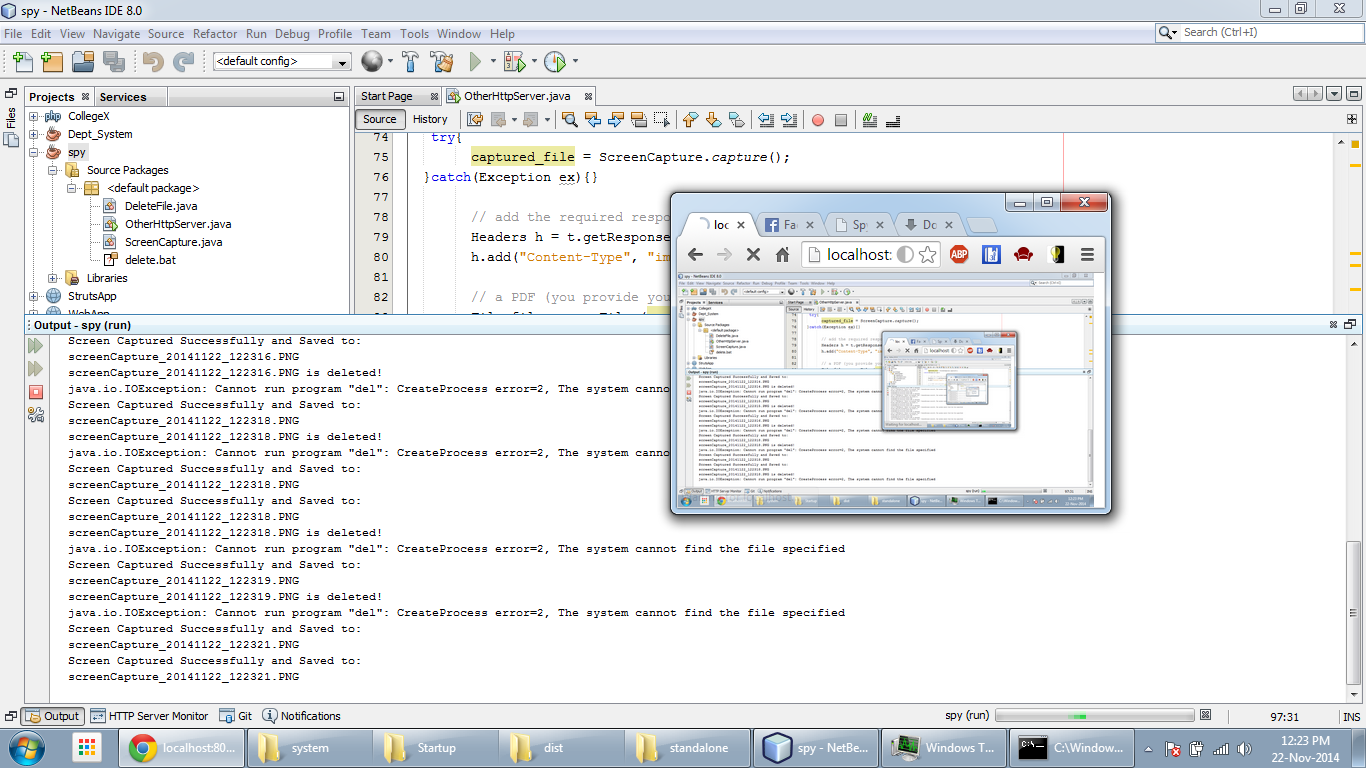 spy - NetBeans IDE 8.0
File Edit View Navigate Source Refactor Run Debug Profile Team Tools Window Help
Search (Ctrl+I)
<default config>
Projects Services
Files
Start Page OtherHttpServer.java
Source History
CollegeX
Dept_System
spy
Source Packages
<default package>
DeleteFile.java
OtherHttpServer.java
ScreenCapture.java
delete.bat
Libraries
StrutsApp
WebApp
74 try{
75 captured_file = ScreenCapture.capture();
76 }catch(Exception ex){}
77
78 // add the required respo
79 Headers h = t.getResponse
80 h.add("Content-Type", "im
81
82 // a PDF (you provide you
loc Fa Sp Do
localhost:
ABP
Output - spy (run)
Screen Captured Successfully and Saved to:
screenCapture_20141122_122316.PNG
screenCapture_20141122_122316.PNG is deleted!
java.io.IOException: Cannot run program "del": CreateProcess error=2, The
Screen Captured Successfully and Saved to:
screenCapture_20141122_122318.PNG
screenCapture_20141122_122318.PNG is deleted!
java.io.IOException: Cannot run program "del": CreateProcess error=2, The
Screen Captured Successfully and Saved to:
screenCapture_20141122_122318.PNG
Screen Captured Successfully and Saved to:
screenCapture_20141122_122318.PNG
screenCapture_20141122_122318.PNG is deleted!
java.io.IOException: Cannot run program "del": CreateProcess error=2, The system cannot find the file specified
Screen Captured Successfully and Saved to:
screenCapture_20141122_122319.PNG
screenCapture_20141122_122319.PNG is deleted!
java.io.IOException: Cannot run program "del": CreateProcess error=2, The system cannot find the file specified
Screen Captured Successfully and Saved to:
screenCapture_20141122_122321.PNG
Screen Captured Successfully and Saved to:
screenCapture_20141122_122321.PNG
Output HTTP Server Monitor Git Notifications
spy (run)
97:31 INS
localhost:80... system Startup dist standalone spy - NetBe... Windows T... C:\Window...
12:23 PM
22-Nov-2014